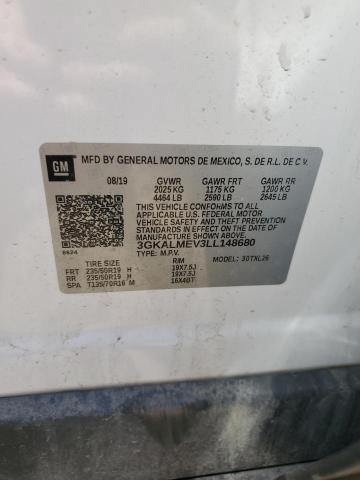 GM
MFD BY GENERAL MOTORS DE MEXICO, S. DE R.L. DE C.V.
08/19 GVWR GAWR FRT GAWR RR
2025 KG 1175 KG 1200 KG
4464 LB 2590 LB 2645 LB
THIS VEHICLE CONFORMS TO ALL
APPLICABLE U.S. FEDERAL MOTOR
VEHICLE SAFETY, BUMPER, AND
THEFT PREVENTION STANDARDS
IN EFFECT ON THE DATE OF
MANUFACTURE SHOWN ABOVE.
3GKALMEV3LL148680
TYPE: M.P.V. MODEL: 30TXL26
6624
TIRE SIZE RIM
FRT 235/50R19 H 19X7.5J
RR 235/50R19 H 19X7.5J
SPA T135/70R16 M 16X4BT